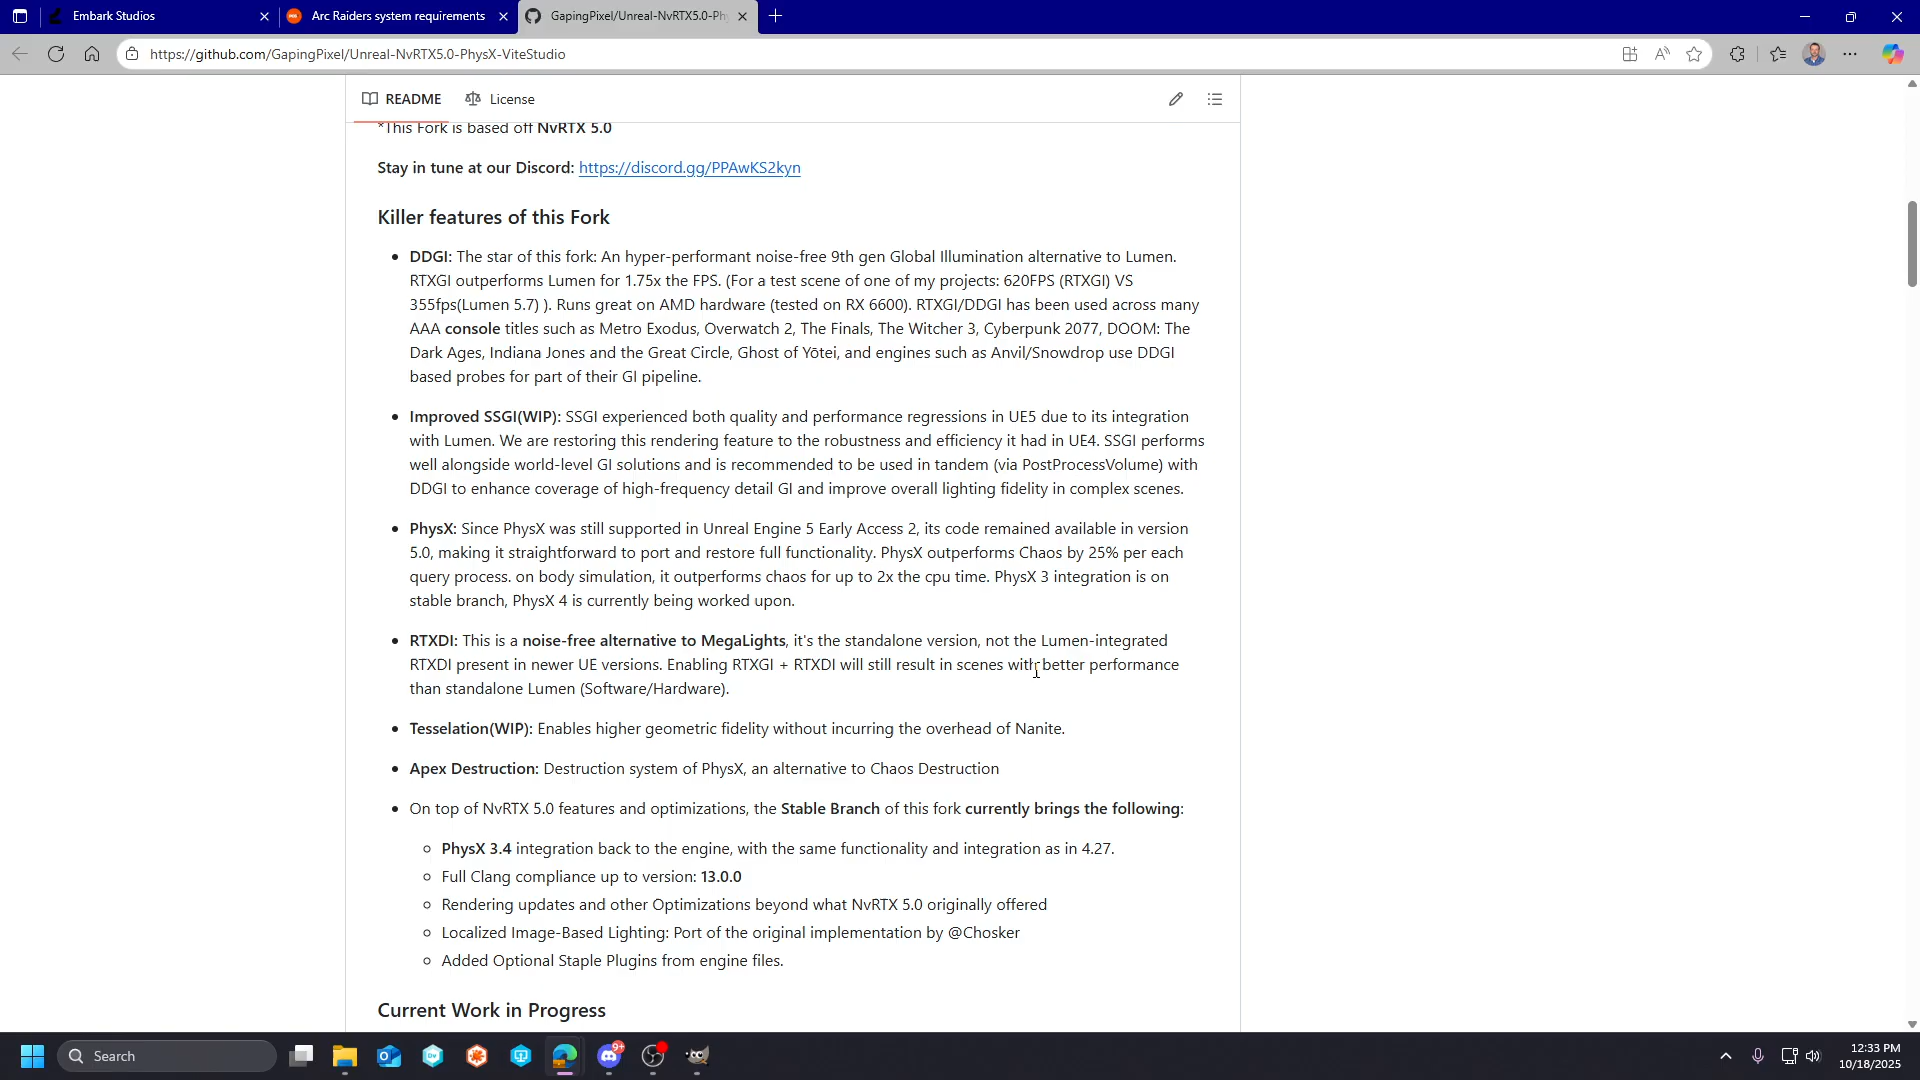 Embark Studios
Arc Raiders system requirements
GapingPixel/Unreal-NvRTX5.0-Ph
https://github.com/GapingPixel/Unreal-NvRTX5.0-PhysX-ViteStudio
README
License
*This Fork is based off NvRTX 5.0
Stay in tune at our Discord: https://discord.gg/PPAwKS2kyn
Killer features of this Fork
DDGI: The star of this fork: An hyper-performant noise-free 9th gen Global Illumination alternative to Lumen.
RTXGI outperforms Lumen for 1.75x the FPS. (For a test scene of one of my projects: 620FPS (RTXGI) VS
355fps(Lumen 5.7) ). Runs great on AMD hardware (tested on RX 6600). RTXGI/DDGI has been used across many
AAA console titles such as Metro Exodus, Overwatch 2, The Finals, The Witcher 3, Cyberpunk 2077, DOOM: The
Dark Ages, Indiana Jones and the Great Circle, Ghost of Yōtei, and engines such as Anvil/Snowdrop use DDGI
based probes for part of their GI pipeline.
Improved SSGI(WIP): SSGI experienced both quality and performance regressions in UE5 due to its integration
with Lumen. We are restoring this rendering feature to the robustness and efficiency it had in UE4. SSGI performs
well alongside world-level GI solutions and is recommended to be used in tandem (via PostProcessVolume) with
DDGI to enhance coverage of high-frequency detail GI and improve overall lighting fidelity in complex scenes.
PhysX: Since PhysX was still supported in Unreal Engine 5 Early Access 2, its code remained available in version
5.0, making it straightforward to port and restore full functionality. PhysX outperforms Chaos by 25% per each
query process. on body simulation, it outperforms chaos for up to 2x the cpu time. PhysX 3 integration is on
stable branch, PhysX 4 is currently being worked upon.
RTXDI: This is a noise-free alternative to MegaLights, it's the standalone version, not the Lumen-integrated
RTXDI present in newer UE versions. Enabling RTXGI + RTXDI will still result in scenes with better performance
than standalone Lumen (Software/Hardware).
Tesselation(WIP): Enables higher geometric fidelity without incurring the overhead of Nanite.
Apex Destruction: Destruction system of PhysX, an alternative to Chaos Destruction
On top of NvRTX 5.0 features and optimizations, the Stable Branch of this fork currently brings the following:
PhysX 3.4 integration back to the engine, with the same functionality and integration as in 4.27.
Full Clang compliance up to version: 13.0.0
Rendering updates and other Optimizations beyond what NvRTX 5.0 originally offered
Localized Image-Based Lighting: Port of the original implementation by @Chosker
Added Optional Staple Plugins from engine files.
Current Work in Progress
Search
9+
12:33 PM
10/18/2025